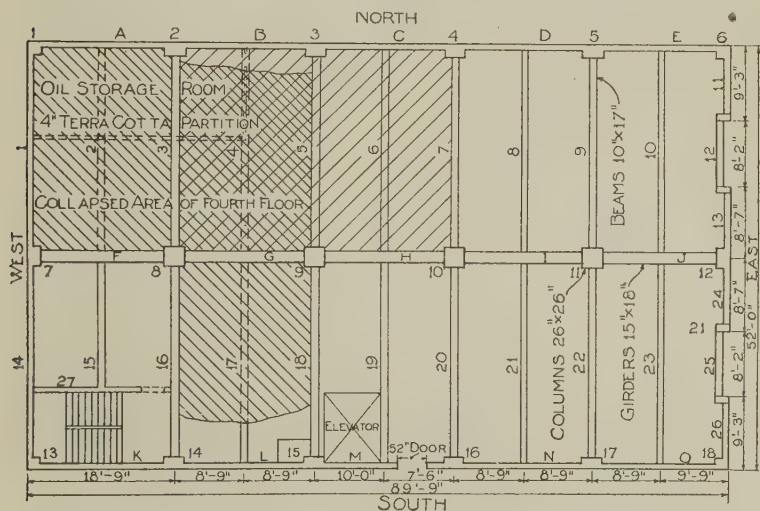 NORTH
1 A 2 B 3 C 4 D 5 E 6
OIL STORAGE ROOM
4" TERRA COTTA PARTITION
1 2 3 4 5 6 7 8 9 10 11 12 13
BEAMS 10"x17"
COLLAPSED AREA OF FOURTH FLOOR
WEST
EAST
9'-3"
8'-2"
8'-7"
8'-7"
8'-2"
9'-3"
52'-0"
F G H I J
7 8 9 10 11 12
COLUMNS 26"x26"
GIRDERS 15"x18"
14 15 16 17 18 19 20 21 22 23 24 21 25 26
27
ELEVATOR
52" DOOR
13 K 14 L 15 M 16 N 17 O 18
18'-9" 8'-9" 8'-9" 10'-0" 7'-6" 8'-9" 8'-9" 8'-9" 9'-9"
89'-9"
SOUTH